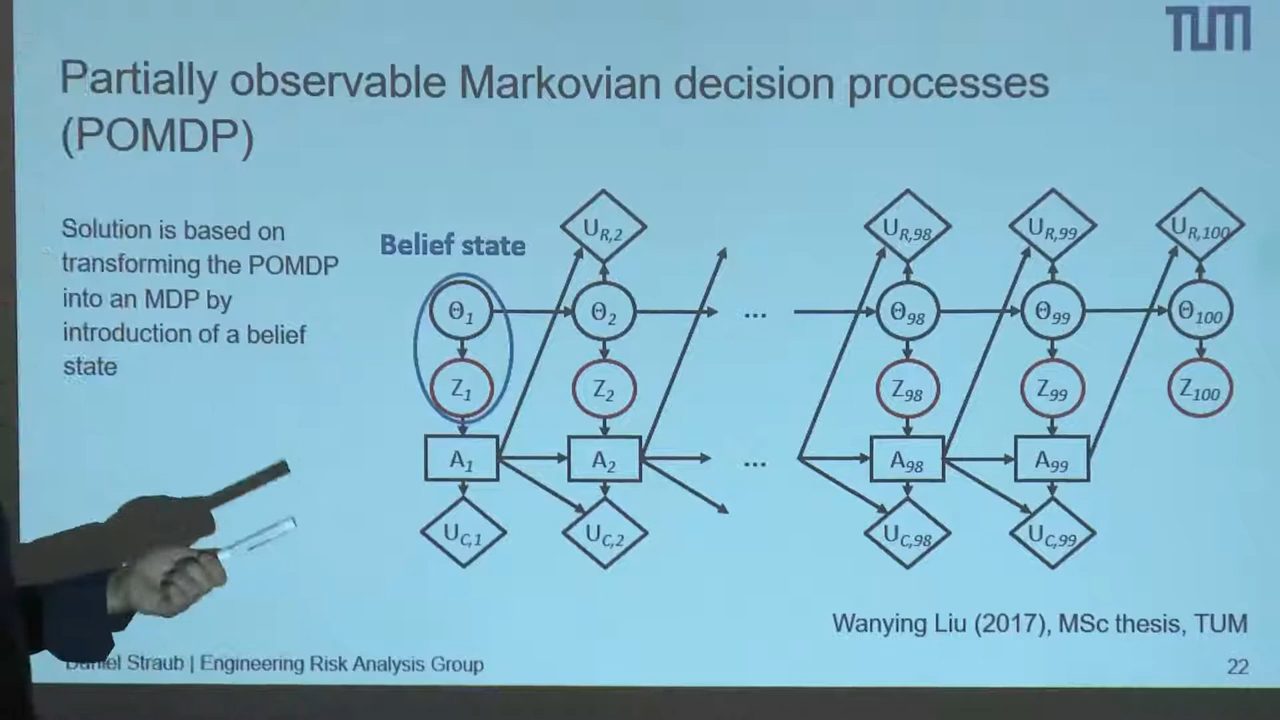 TUM
Partially observable Markovian decision processes
(POMDP)
Solution is based on
transforming the POMDP
into an MDP by
introduction of a belief
state
Belief state
U_R,2 U_R,98 U_R,99 U_R,100
Θ_1 Θ_2 ... Θ_98 Θ_99 Θ_100
Z_1 Z_2 Z_98 Z_99 Z_100
A_1 A_2 ... A_98 A_99
U_C,1 U_C,2 U_C,98 U_C,99
Wanying Liu (2017), MSc thesis, TUM
Daniel Straub | Engineering Risk Analysis Group
22